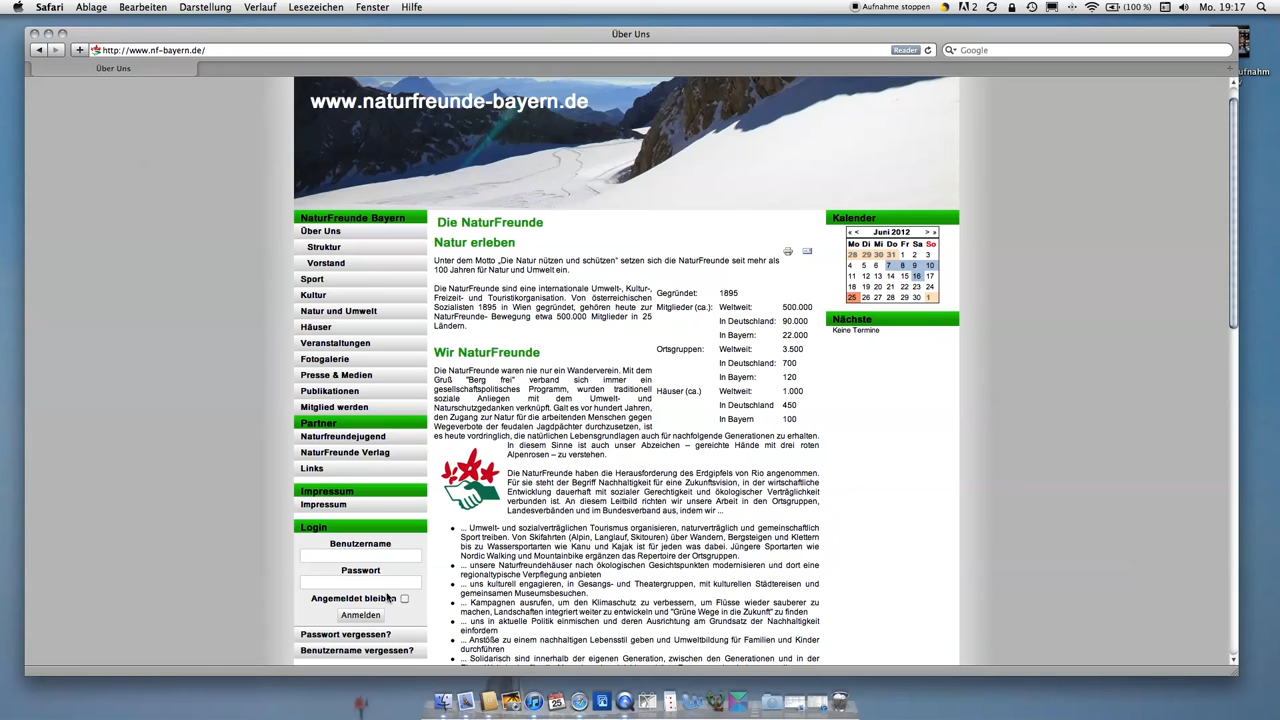 Safari Ablage Bearbeiten Darstellung Verlauf Lesezeichen Fenster Hilfe
Aufnahme stoppen 2 (100 %) Mo. 19:17
Über Uns
http://www.nf-bayern.de/ Reader Google
Über Uns
www.naturfreunde-bayern.de
NaturFreunde Bayern
Über Uns
Struktur
Vorstand
Sport
Kultur
Natur und Umwelt
Häuser
Veranstaltungen
Fotogalerie
Presse & Medien
Publikationen
Mitglied werden
Partner
Naturfreundejugend
NaturFreunde Verlag
Links
Impressum
Impressum
Login
Benutzername
Passwort
Angemeldet bleiben
Anmelden
Passwort vergessen?
Benutzername vergessen?
Die NaturFreunde
Natur erleben
Unter dem Motto „Die Natur nützen und schützen" setzen sich die NaturFreunde seit mehr als
100 Jahren für Natur und Umwelt ein.
Die NaturFreunde sind eine internationale Umwelt-, Kultur-,
Freizeit- und Touristikorganisation. Von österreichischen
Sozialisten 1895 in Wien gegründet, gehören heute zur
NaturFreunde- Bewegung etwa 500.000 Mitglieder in 25
Ländern.
Gegründet: 1895
Mitglieder (ca.): Weltweit: 500.000
In Deutschland: 90.000
In Bayern: 22.000
Ortsgruppen: Weltweit: 3.500
In Deutschland: 700
In Bayern: 120
Häuser (ca.) Weltweit: 1.000
In Deutschland 450
In Bayern 100
Wir NaturFreunde
Die NaturFreunde waren nie nur ein Wanderverein. Mit dem
Gruß "Berg frei" verband sich immer ein
gesellschaftspolitisches Programm, wurden traditionell
soziale Anliegen mit dem Umwelt- und
Naturschutzgedanken verknüpft. Galt es vor hundert Jahren,
den Zugang zur Natur für die arbeitenden Menschen gegen
Wegeverbote der feudalen Jagdpächter durchzusetzen, ist
es heute vordringlich, die natürlichen Lebensgrundlagen auch für nachfolgende Generationen zu erhalten.
In diesem Sinne ist auch unser Abzeichen – gereichte Hände mit drei roten
Alpenrosen – zu verstehen.
Die NaturFreunde haben die Herausforderung des Erdgipfels von Rio angenommen.
Für sie steht der Begriff Nachhaltigkeit für eine Zukunftsvision, in der wirtschaftliche
Entwicklung dauerhaft mit sozialer Gerechtigkeit und ökologischer Verträglichkeit
verbunden ist. An diesem Leitbild richten wir unsere Arbeit in den Ortsgruppen,
Landesverbänden und im Bundesverband aus, indem wir ...
... Umwelt- und sozialverträglichen Tourismus organisieren, naturverträglich und gemeinschaftlich
Sport treiben. Von Skifahrten (Alpin, Langlauf, Skitouren) über Wandern, Bergsteigen und Klettern
bis zu Wassersportarten wie Kanu und Kajak ist für jeden was dabei. Jüngere Sportarten wie
Nordic Walking und Mountainbike ergänzen das Repertoire der Ortsgruppen.
... unsere Naturfreundehäuser nach ökologischen Gesichtspunkten modernisieren und dort eine
regionaltypische Verpflegung anbieten
... uns kulturell engagieren, in Gesangs- und Theatergruppen, mit kulturellen Städtereisen und
gemeinsamen Museumsbesuchen.
... Kampagnen ausrufen, um den Klimaschutz zu verbessern, um Flüsse wieder sauberer zu
machen, Landschaften integriert weiter zu entwickeln und "Grüne Wege in die Zukunft" zu finden
... uns in aktuelle Politik einmischen und deren Ausrichtung am Grundsatz der Nachhaltigkeit
einfordern
... Anstöße zu einem nachhaltigen Lebensstil geben und Umweltbildung für Familien und Kinder
durchführen
... Solidarisch sind innerhalb der eigenen Generation, zwischen den Generationen und in der
Kalender
« < Juni 2012 > »
Mo Di Mi Do Fr Sa So
28 29 30 31 1 2 3
4 5 6 7 8 9 10
11 12 13 14 15 16 17
18 19 20 21 22 23 24
25 26 27 28 29 30 1
Nächste
Keine Termine
25